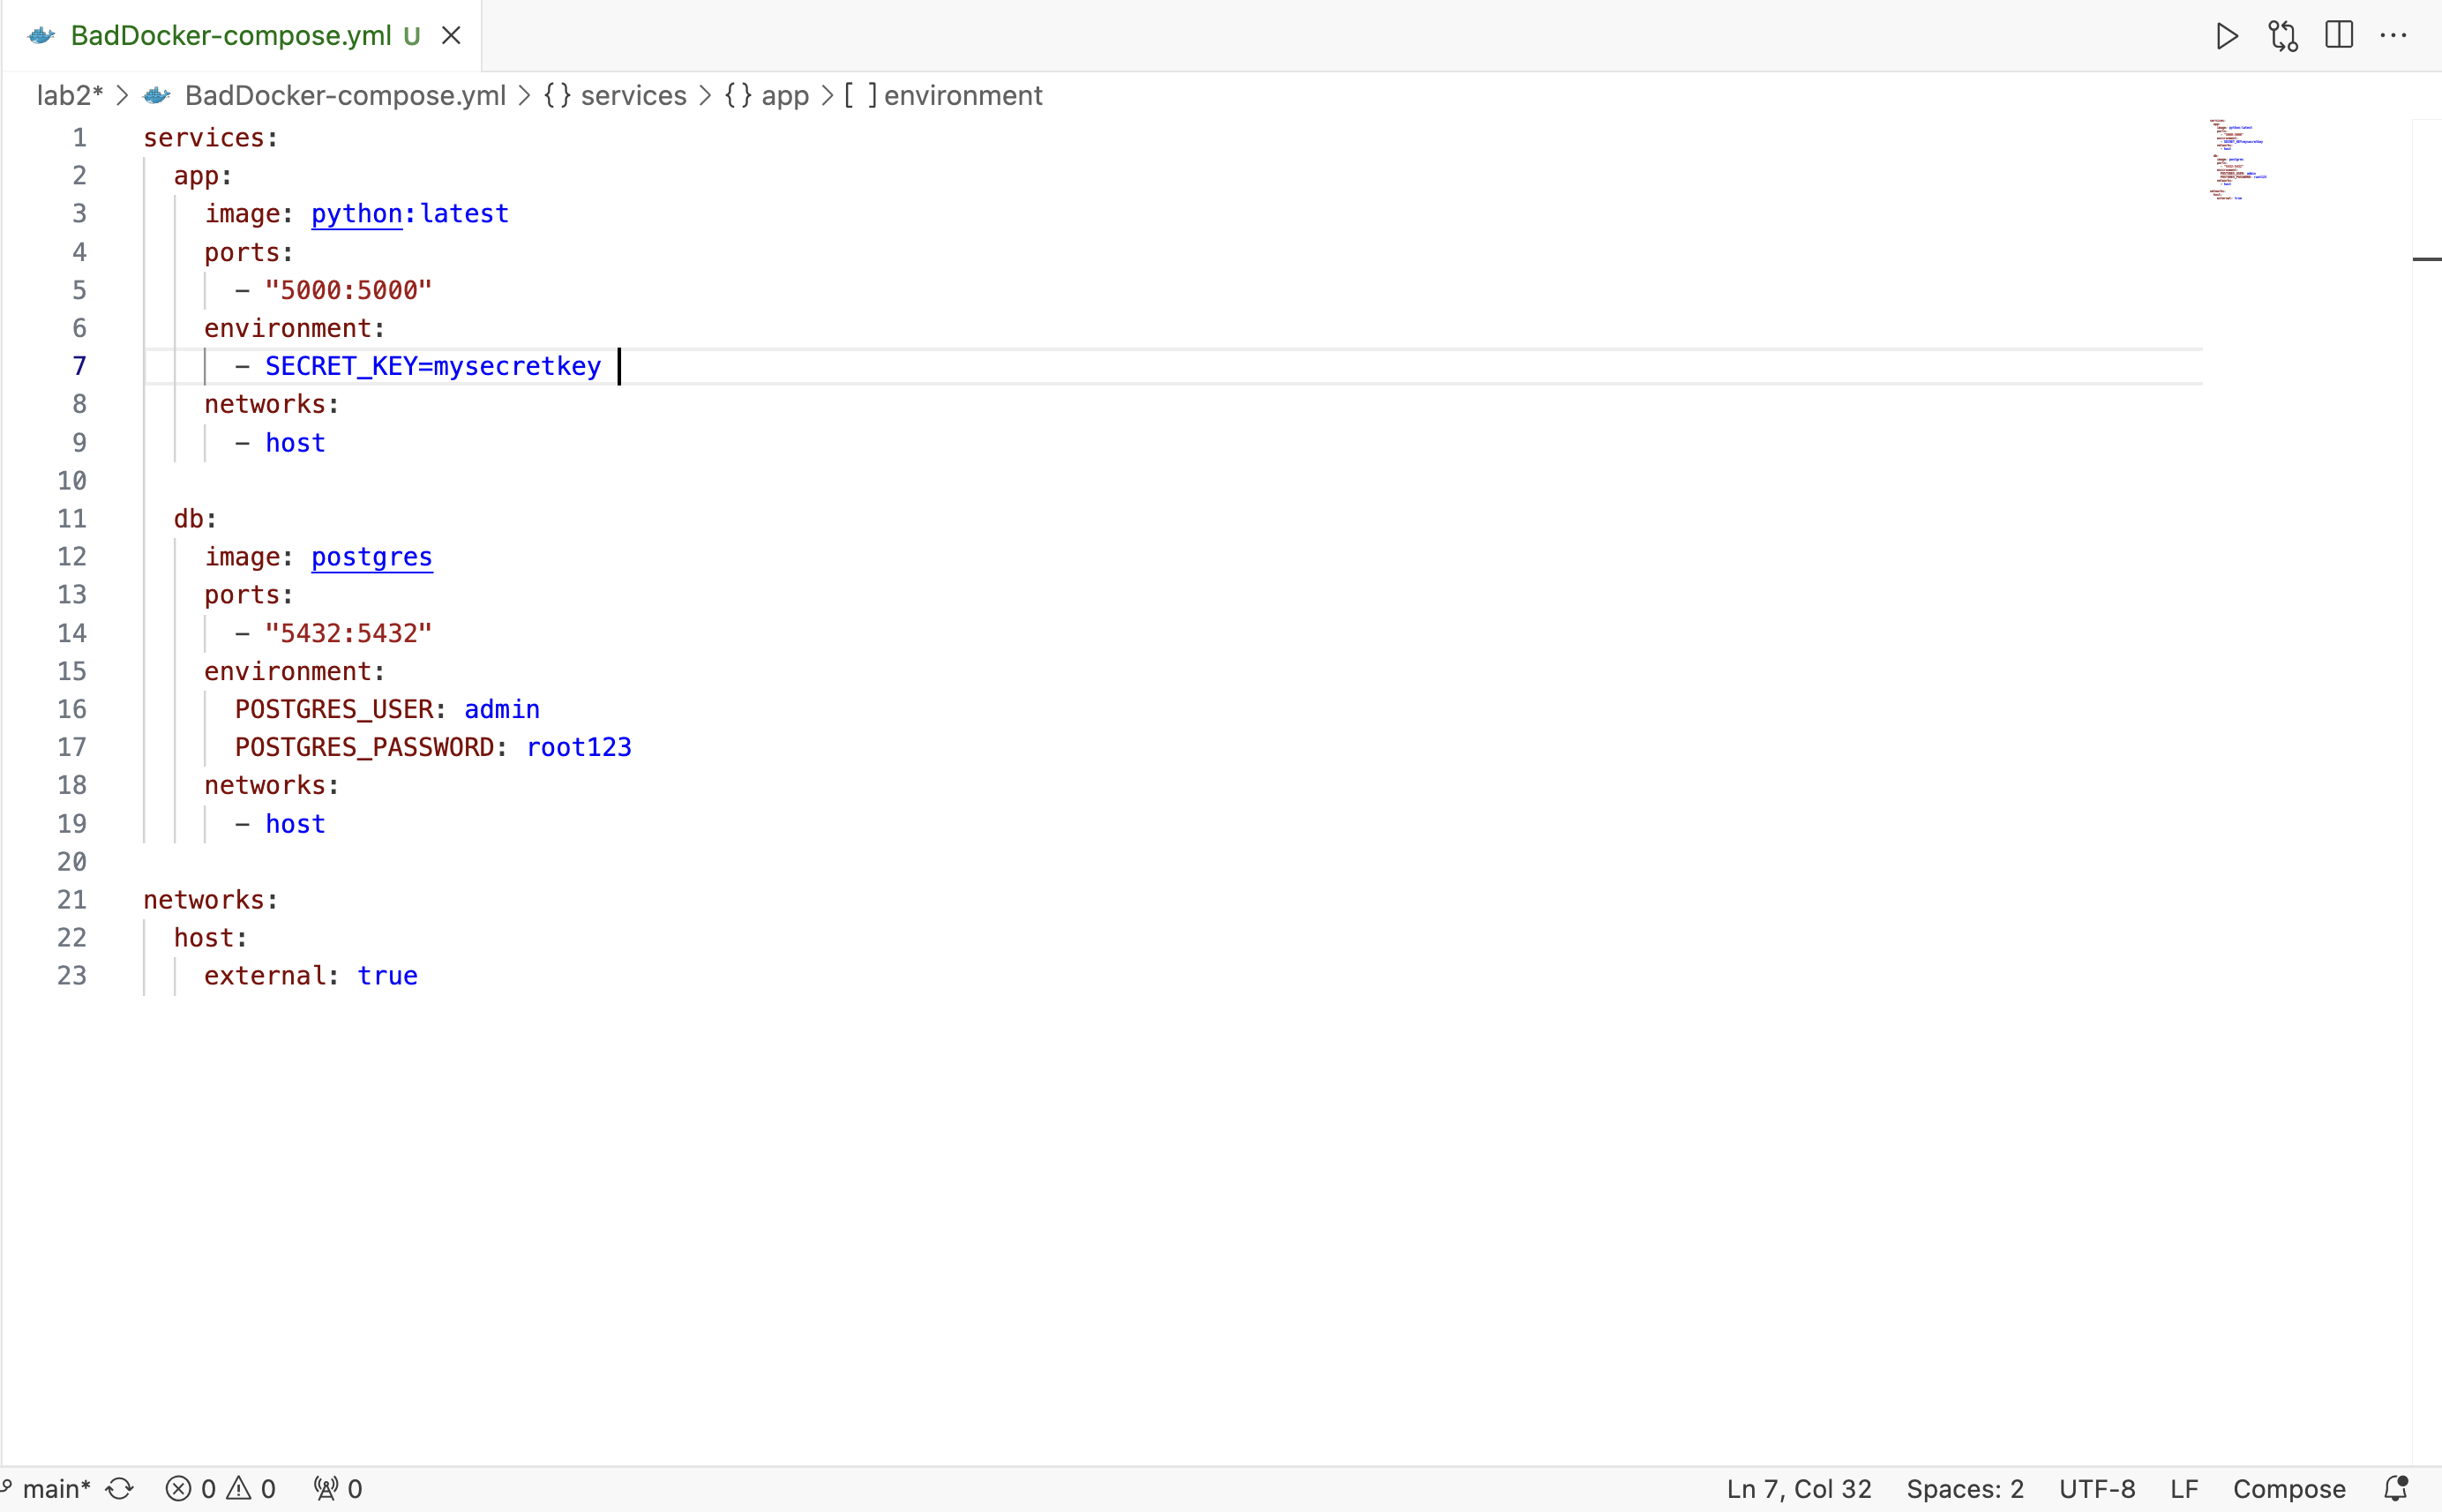 BadDocker-compose.yml U
lab2* > BadDocker-compose.yml > {} services > {} app > [ ] environment
1 services:
2   app:
3     image: python:latest
4     ports:
5       - "5000:5000"
6     environment:
7       - SECRET_KEY=mysecretkey
8     networks:
9       - host
10
11   db:
12     image: postgres
13     ports:
14       - "5432:5432"
15     environment:
16       POSTGRES_USER: admin
17       POSTGRES_PASSWORD: root123
18     networks:
19       - host
20
21 networks:
22   host:
23     external: true
main* 0 0 0 Ln 7, Col 32 Spaces: 2 UTF-8 LF Compose